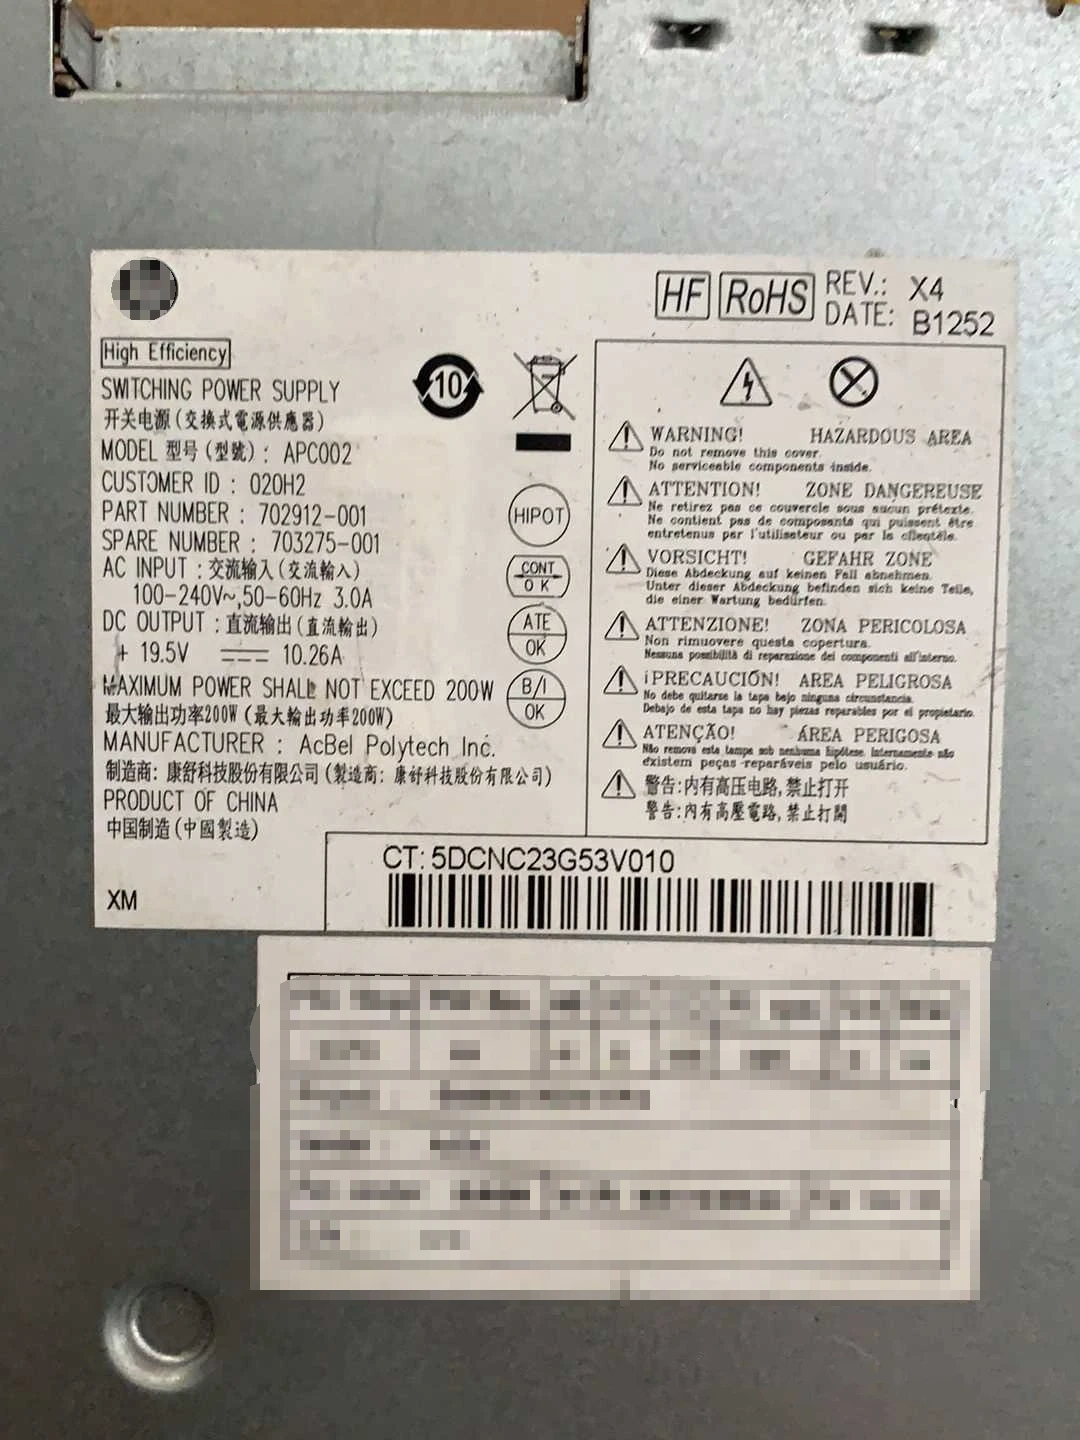 HF RoHS REV.: X4
DATE: B1252
High Efficiency
SWITCHING POWER SUPPLY
开关电源(交換式電源供應器)
MODEL 型号(型號): APC002
CUSTOMER ID : 020H2
PART NUMBER : 702912-001
SPARE NUMBER : 703275-001
AC INPUT : 交流输入(交流輸入)
100-240V~,50-60Hz 3.0A
DC OUTPUT : 直流输出(直流輸出)
+ 19.5V 10.26A
MAXIMUM POWER SHALL NOT EXCEED 200W
最大输出功率200W (最大輸出功率200W)
MANUFACTURER : AcBel Polytech Inc.
制造商: 康舒科技股份有限公司 (製造商: 康舒科技股份有限公司)
PRODUCT OF CHINA
中国制造(中國製造)
XM
10
HIPOT
CONT
OK
ATE
OK
B/I
OK
WARNING! HAZARDOUS AREA
Do not remove this cover.
No serviceable components inside.
ATTENTION! ZONE DANGEREUSE
Ne retirez pas ce couvercle sous aucun prétexte.
Ne contient pas de composants qui puissent être
entretenus par l'utilisateur ou par la clientèle.
VORSICHT! GEFAHR ZONE
Diese Abdeckung auf keinen Fall abnehmen.
Unter dieser Abdeckung befinden sich keine Teile,
die einer Wartung bedürfen.
ATTENZIONE! ZONA PERICOLOSA
Non rimuovere questa copertura.
Nessuna possibilità di reparazione dei componenti all'interno.
¡PRECAUCIÓN! AREA PELIGROSA
No debe quitarse la tapa bajo ninguna circunstancia.
Debajo de esta tapa no hay piezas reparables por el propietario.
ATENÇÃO! ÁREA PERIGOSA
Não remova esta tampa sob nenhuma hipótese. Internamente não
existem peças reparáveis pelo usuário.
警告:内有高压电路,禁止打开
警告:內有高壓電路,禁止打開
CT: 5DCNC23G53V010